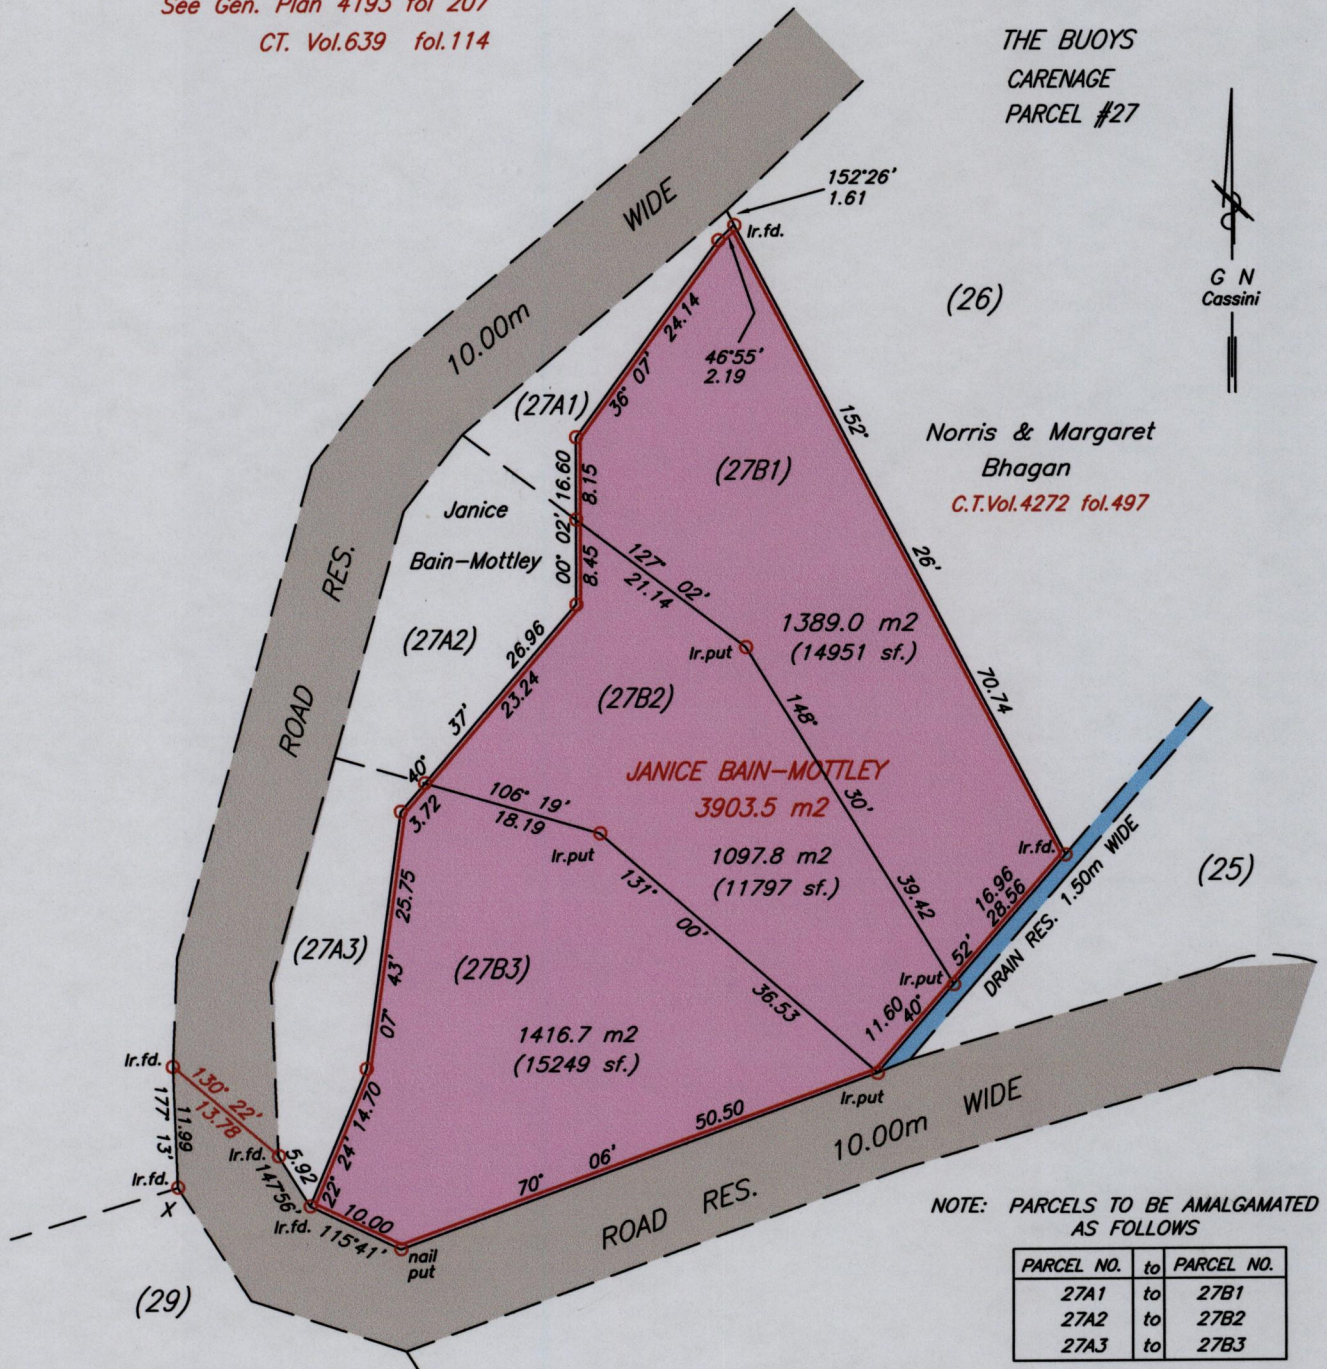 See Gen. Plan 4193 fol 207
CT. Vol.639 fol.114
THE BUOYS
CARENAGE
PARCEL #27
G N
Cassini
152°26'
1.61
Ir.fd.
WIDE
10.00m
46°55'
2.19
(26)
24.14
36° 07'
(27A1)
152°
26'
70.74
Norris & Margaret
Bhagan
C.T.Vol.4272 fol.497
(27B1)
16.60
8.15
00° 02'
8.45
Janice
Bain-Mottley
RES.
ROAD
(27A2)
127° 02'
21.14
Ir.put
1389.0 m2
(14951 sf.)
26.96
23.24
37'
40°
3.72
(27B2)
148°
30'
39.42
JANICE BAIN-MOTTLEY
3903.5 m2
106° 19'
18.19
Ir.put
1097.8 m2
(11797 sf.)
131°
00'
36.53
Ir.fd.
16.96
28.56
52'
DRAIN RES. 1.50m WIDE
(25)
Ir.put
11.60
40°
25.75
43'
07°
(27A3)
(27B3)
1416.7 m2
(15249 sf.)
Ir.put
50.50
06'
70°
10.00m WIDE
ROAD RES.
Ir.fd.
130° 22'
13.78
177° 13'
11.99
Ir.fd.
X
Ir.fd.
5.92
147°56'
14.70
24'
22°
Ir.fd.
10.00
115°41'
nail
put
(29)
NOTE: PARCELS TO BE AMALGAMATED
AS FOLLOWS
PARCEL NO. to PARCEL NO.
27A1 to 27B1
27A2 to 27B2
27A3 to 27B3